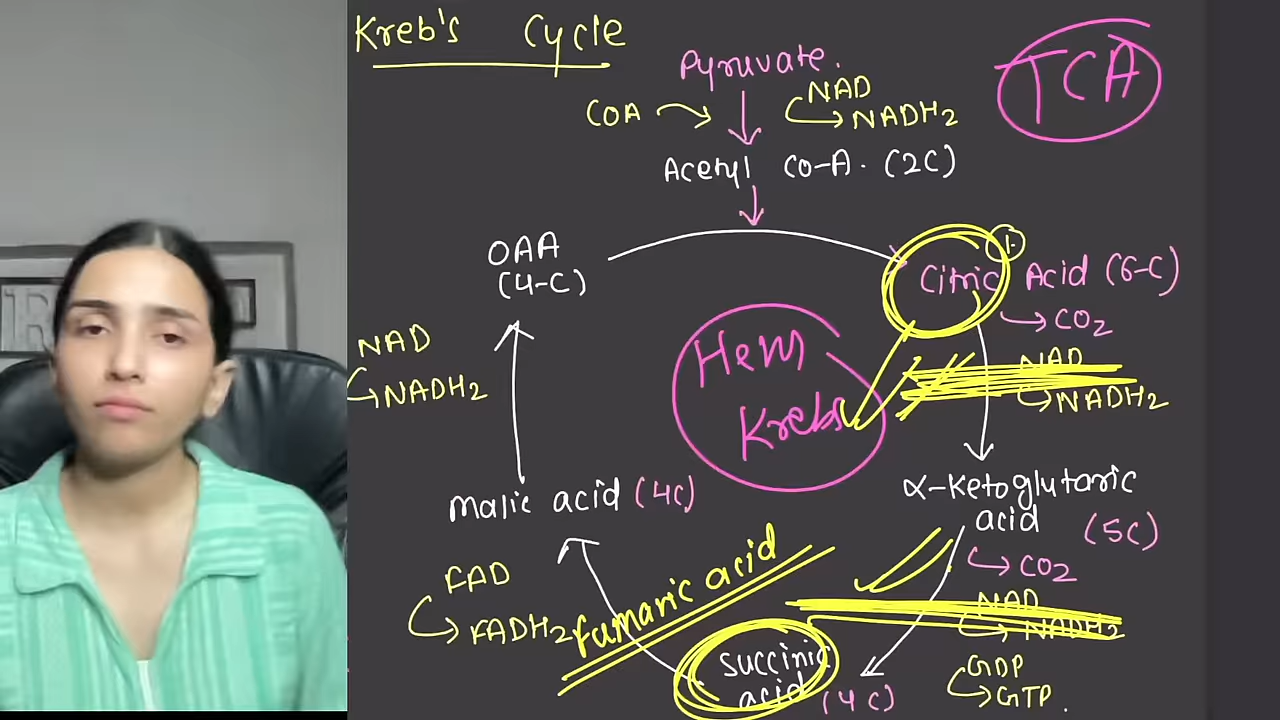 Kreb's Cycle
TCA
Pyruvate.
COA
NAD
NADH2
Acetyl CO-A. (2C)
OAA
(4-C)
1.
Citric Acid (6-C)
CO2
NAD
NADH2
NAD
NADH2
Hens
Krebs
α-Ketoglutaric
acid (5C)
CO2
NAD
NADH2
GDP
GTP.
Malic acid (4C)
FAD
FADH2
fumaric acid
Succinic
acid (4C)